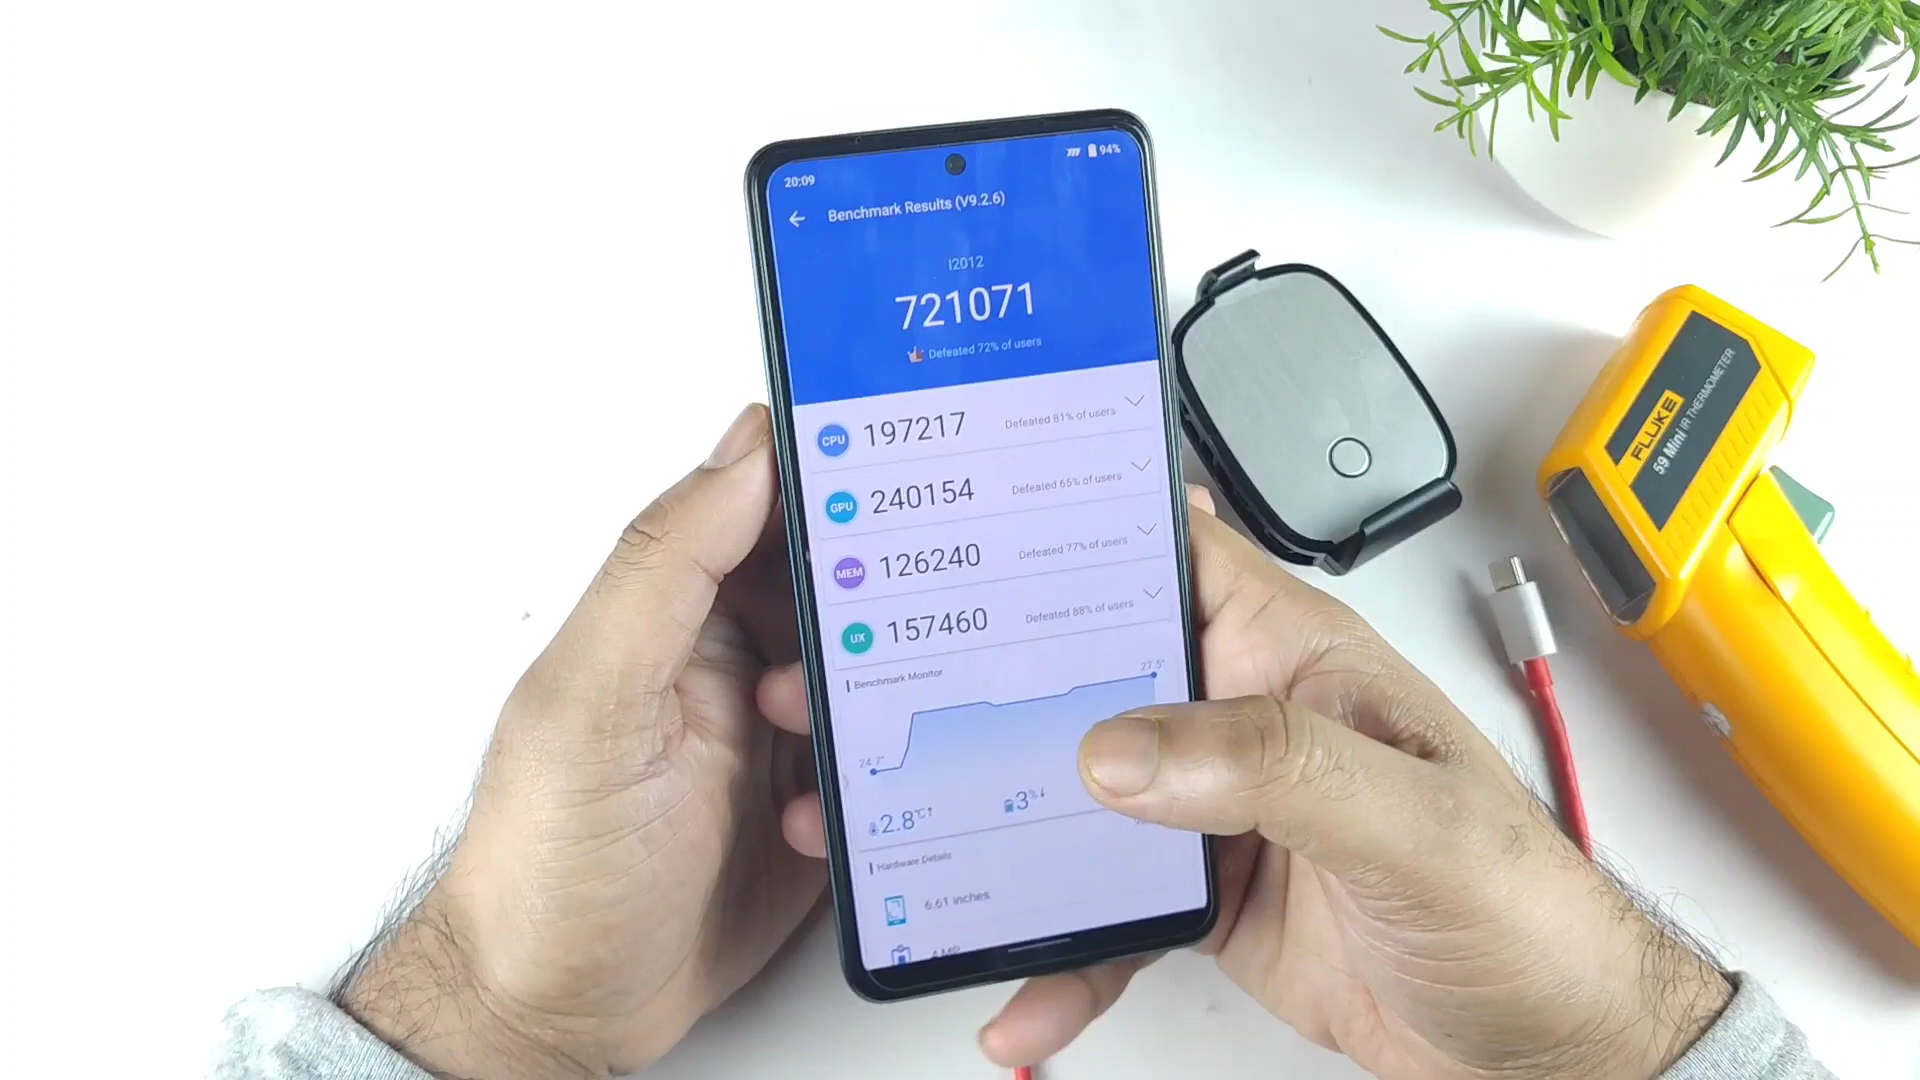 20:09
94%
Benchmark Results (V9.2.6)
I2012
721071
Defeated 72% of users
CPU 197217 Defeated 81% of users
GPU 240154 Defeated 65% of users
MEM 126240 Defeated 77% of users
UX 157460 Defeated 88% of users
Benchmark Monitor
27.5°
24.7°
2.8°C↑ 3%↓
Hardware Details
6.61 inches
FLUKE
59 Mini IR THERMOMETER